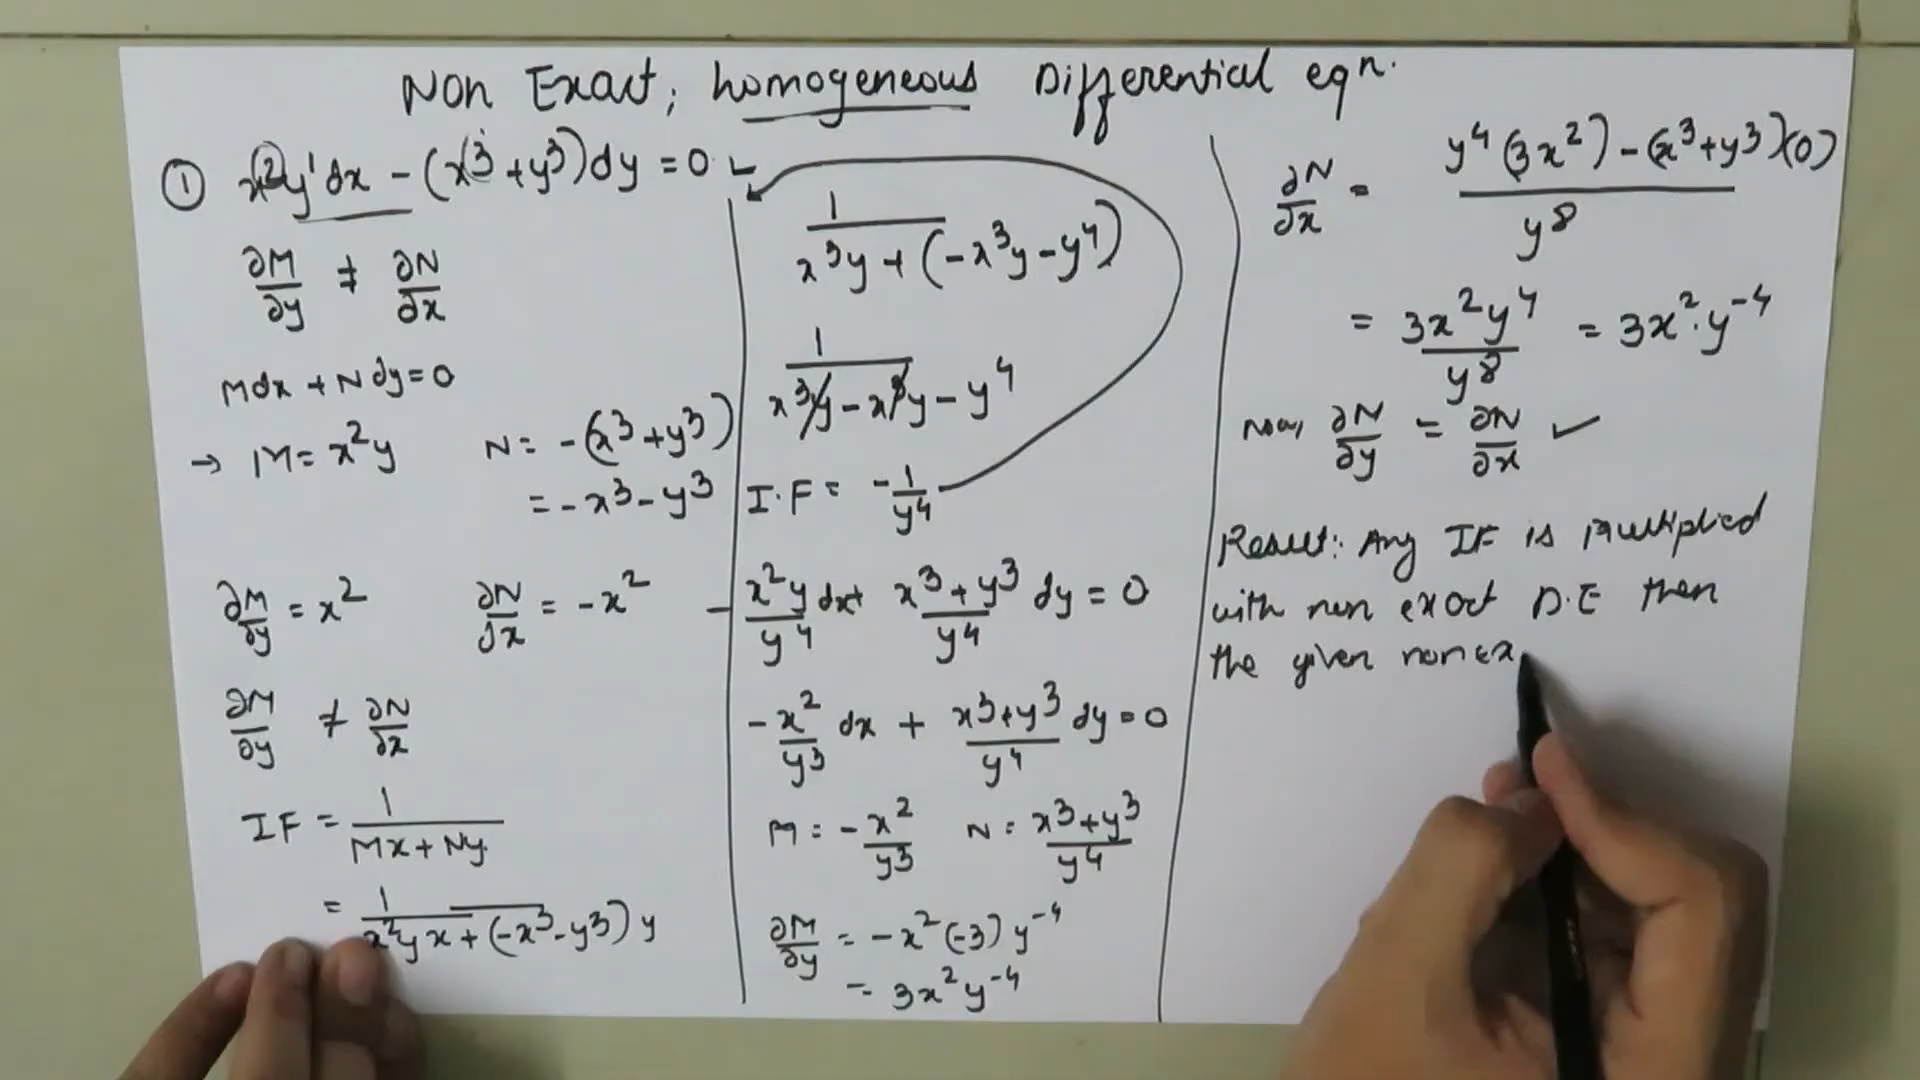 Non Exact, homogeneous Differential eqn.
① x²y'dx - (x³+y³)dy = 0
∂M/∂y ≠ ∂N/∂x
Mdx + Ndy = 0
→ M = x²y N = -(x³+y³)
= -x³-y³
∂M/∂y = x² ∂N/∂x = -x²
∂M/∂y ≠ ∂N/∂x
IF = 1/(Mx+Ny)
= 1/(x²yx+(-x³-y³)y)
1/(x³y+(-x³y-y⁴))
1/(x³y-x³y-y⁴)
I.F = -1/y⁴
-x²y/y⁴ dx + (x³+y³)/y⁴ dy = 0
-x²/y³ dx + (x³+y³)/y⁴ dy = 0
M = -x²/y³ N = (x³+y³)/y⁴
∂M/∂y = -x²(-3)y⁻⁴
= 3x²y⁻⁴
∂N/∂x = (y⁴(3x²)-(x³+y³)(0))/y⁸
= 3x²y⁴/y⁸ = 3x².y⁻⁴
Now, ∂N/∂y = ∂N/∂x ✓
Result: Any IF is Multiplied
with non exact D.E then
the given non ex